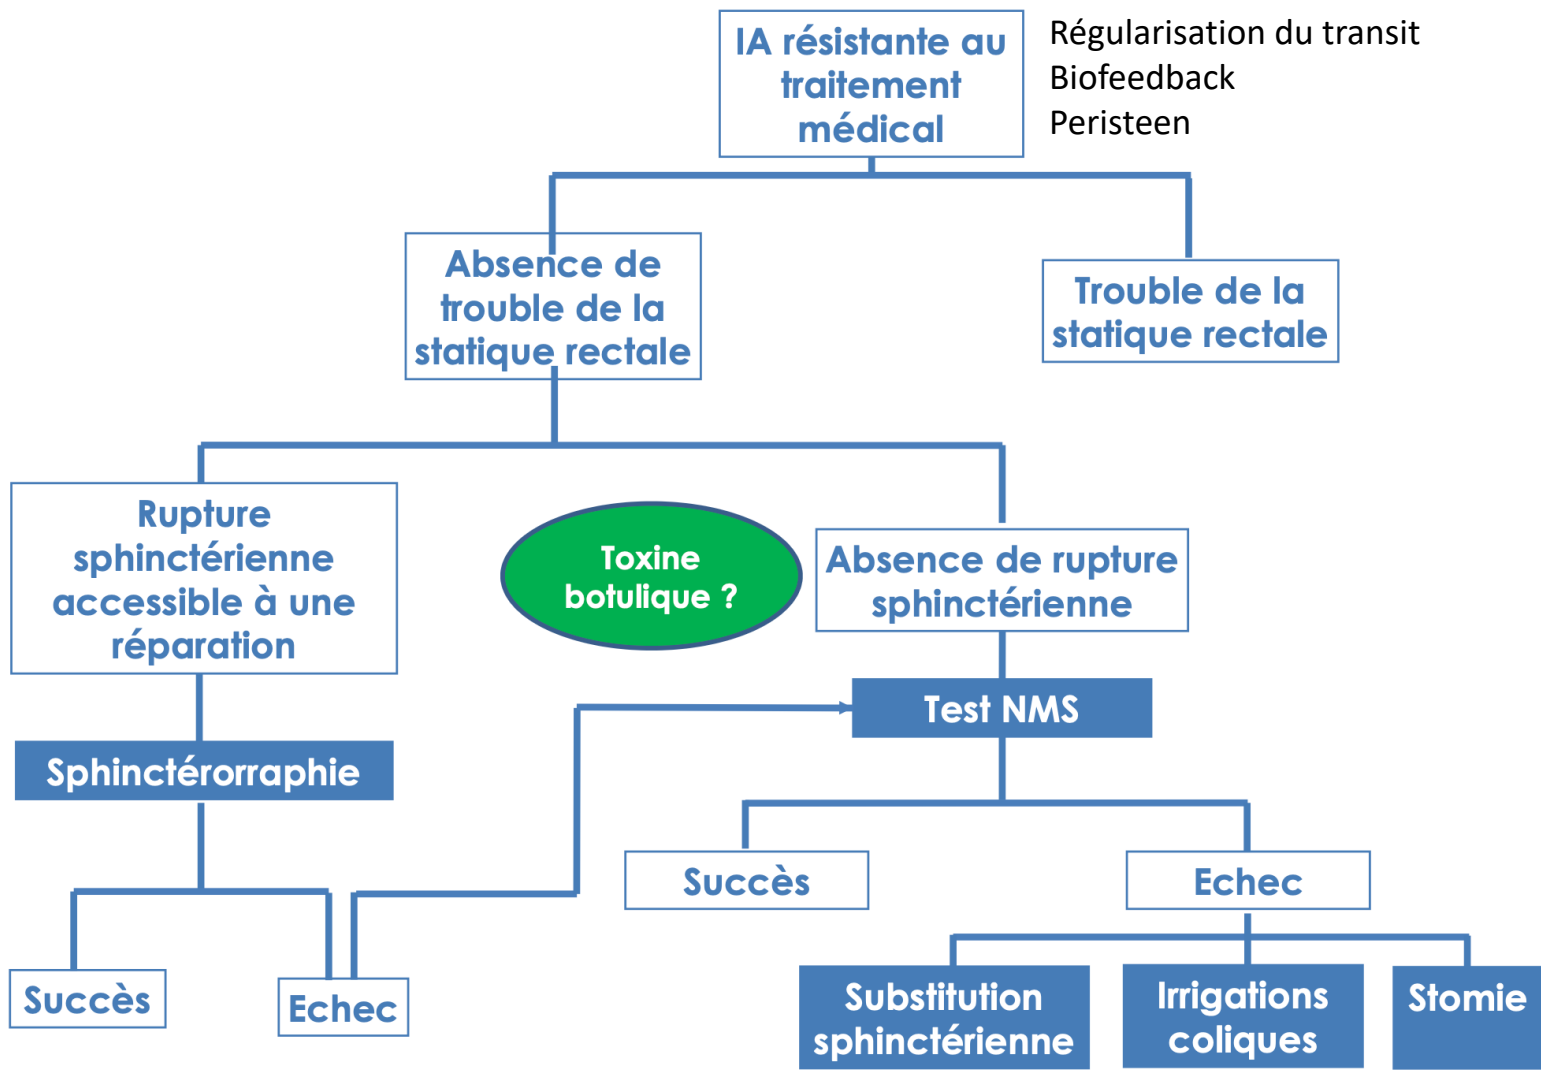 IA résistante au
traitement
médical
Régularisation du transit
Biofeedback
Peristeen
Absence de
trouble de la
statique rectale
Trouble de la
statique rectale
Rupture
sphinctérienne
accessible à une
réparation
Toxine
botulique ?
Absence de rupture
sphinctérienne
Test NMS
Sphinctérorraphie
Succès
Echec
Succès
Echec
Substitution
sphinctérienne
Irrigations
coliques
Stomie